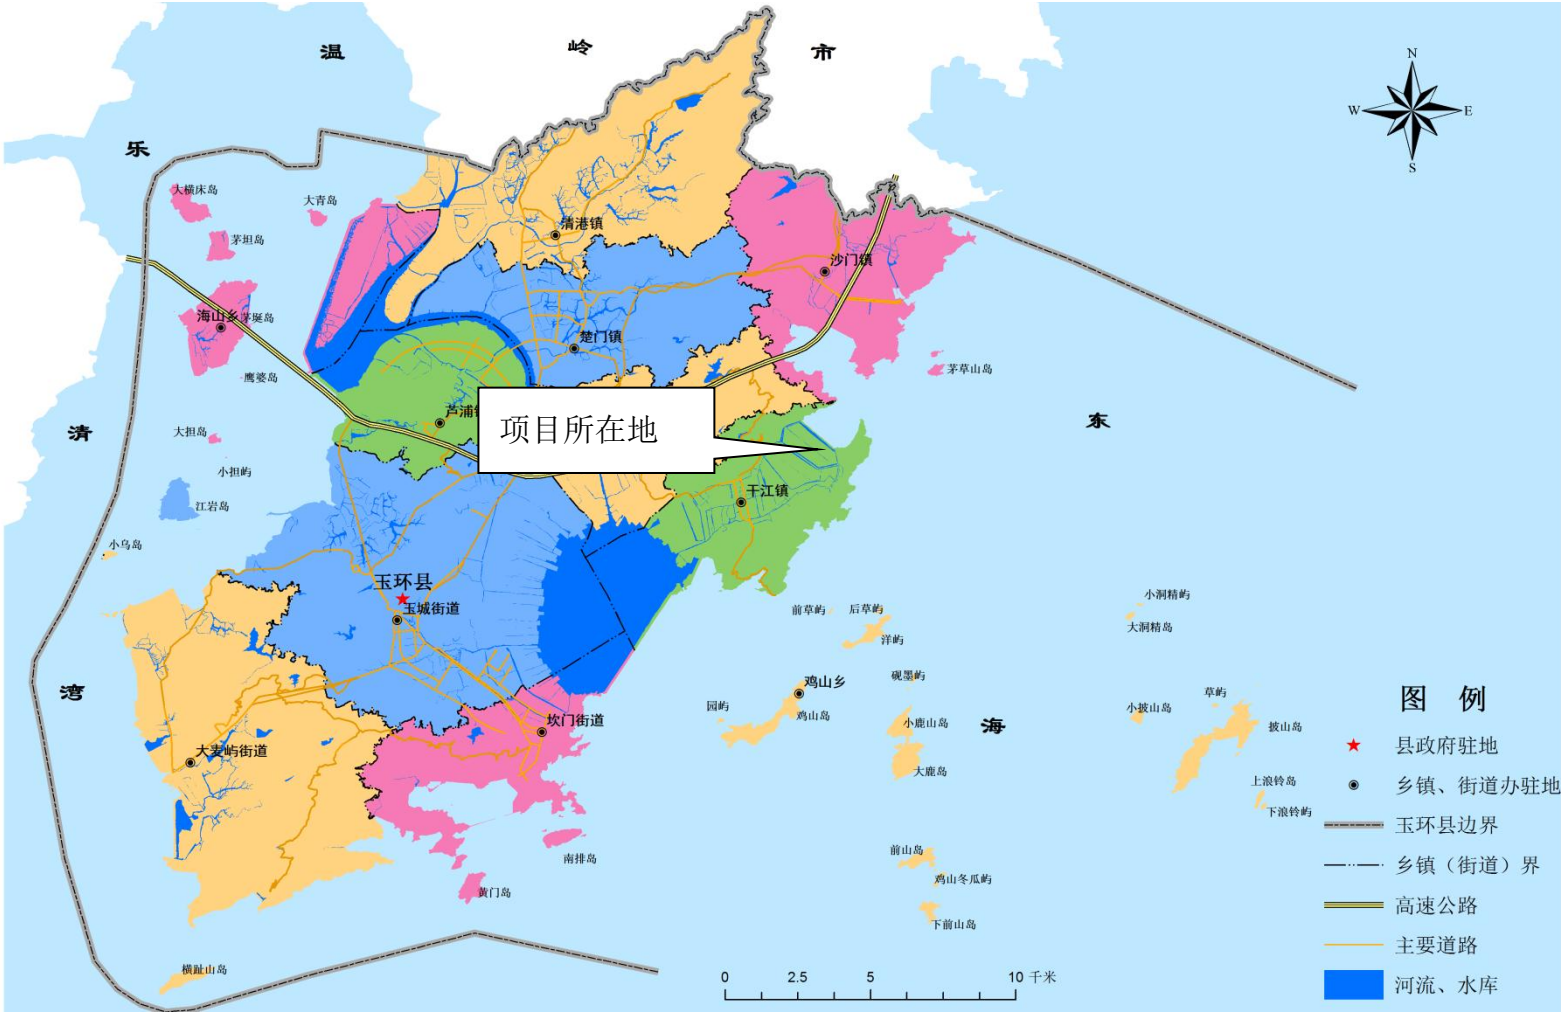 温 岭 市
N
W E
S
乐
大横床岛
大青岛
茅坦岛
清港镇
沙门镇
海山乡
茅埏岛
楚门镇
鹰婆岛
茅草山岛
芦浦
项目所在地
东
清
大担岛
小担屿
江岩岛
干江镇
小乌岛
玉环县
玉城街道
前草屿
后草屿
洋屿
小洞精屿
大洞精岛
湾
鸡山乡
砚墨屿
草屿
图 例
园屿
鸡山岛
小鹿山岛
海
小披山岛
披山岛
县政府驻地
坎门街道
大麦屿街道
大鹿岛
上浪铃岛
乡镇、街道办驻地
下浪铃屿
玉环县边界
南排岛
前山岛
乡镇（街道）界
黄门岛
鸡山冬瓜屿
高速公路
下前山岛
主要道路
横趾山岛
0 2.5 5 10 千米
河流、水库